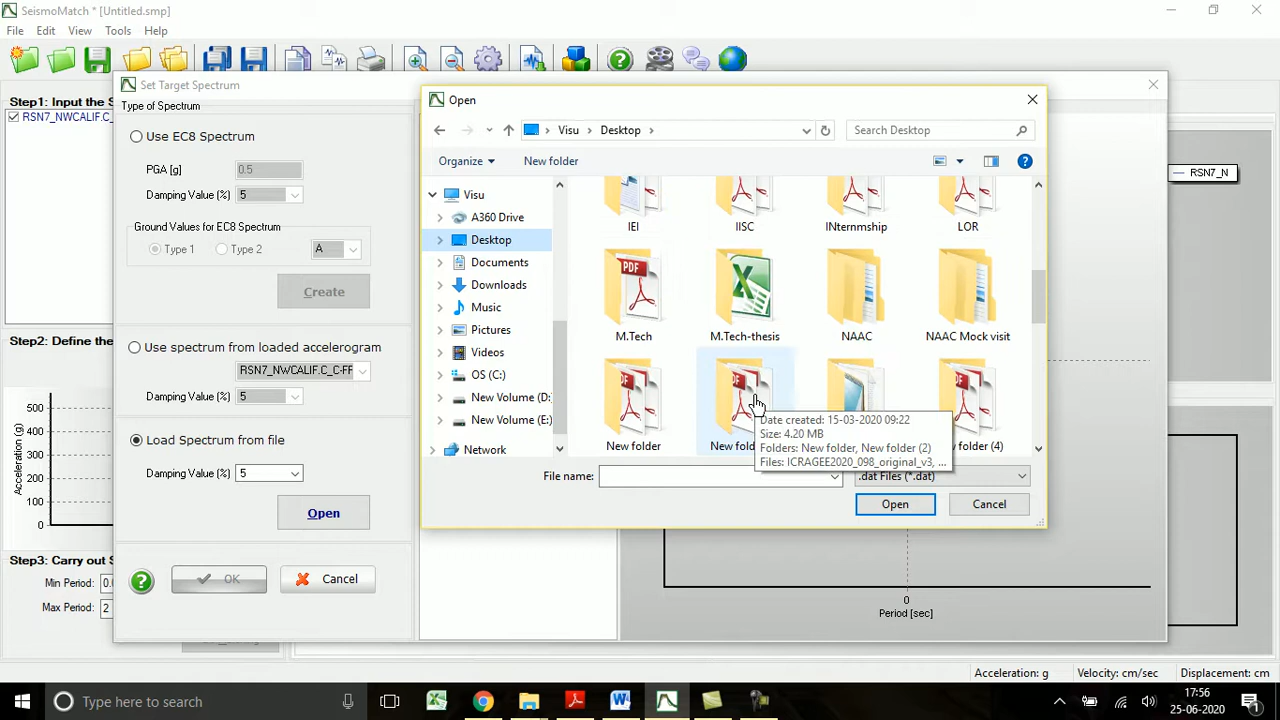 SeismoMatch * [Untitled.smp]
File Edit View Tools Help
Step1: Input the S
RSN7_NWCALIF.C_
Set Target Spectrum
Type of Spectrum
Use EC8 Spectrum
PGA [g] 0.5
Damping Value (%) 5
Ground Values for EC8 Spectrum
Type 1 Type 2 A
Create
Use spectrum from loaded accelerogram
RSN7_NWCALIF.C_C-FF
Damping Value (%) 5
Load Spectrum from file
Damping Value (%) 5
Open
OK Cancel
Step2: Define the
Acceleration (g)
500
400
300
200
100
0
Step3: Carry out S
Min Period: 0.
Max Period: 2
Open
Visu Desktop
Search Desktop
Organize New folder
Visu
A360 Drive
Desktop
Documents
Downloads
Music
Pictures
Videos
OS (C:)
New Volume (D:
New Volume (E:)
Network
IEI IISC INternmship LOR
M.Tech M.Tech-thesis NAAC NAAC Mock visit
New folder New fold r folder (4)
Date created: 15-03-2020 09:22
Size: 4.20 MB
Folders: New folder, New folder (2)
Files: ICRAGEE2020_098_original_v3, ...
File name: .dat Files (*.dat)
Open Cancel
RSN7_N
0
Period [sec]
Acceleration: g Velocity: cm/sec Displacement: cm
Type here to search
17:56
25-06-2020
1